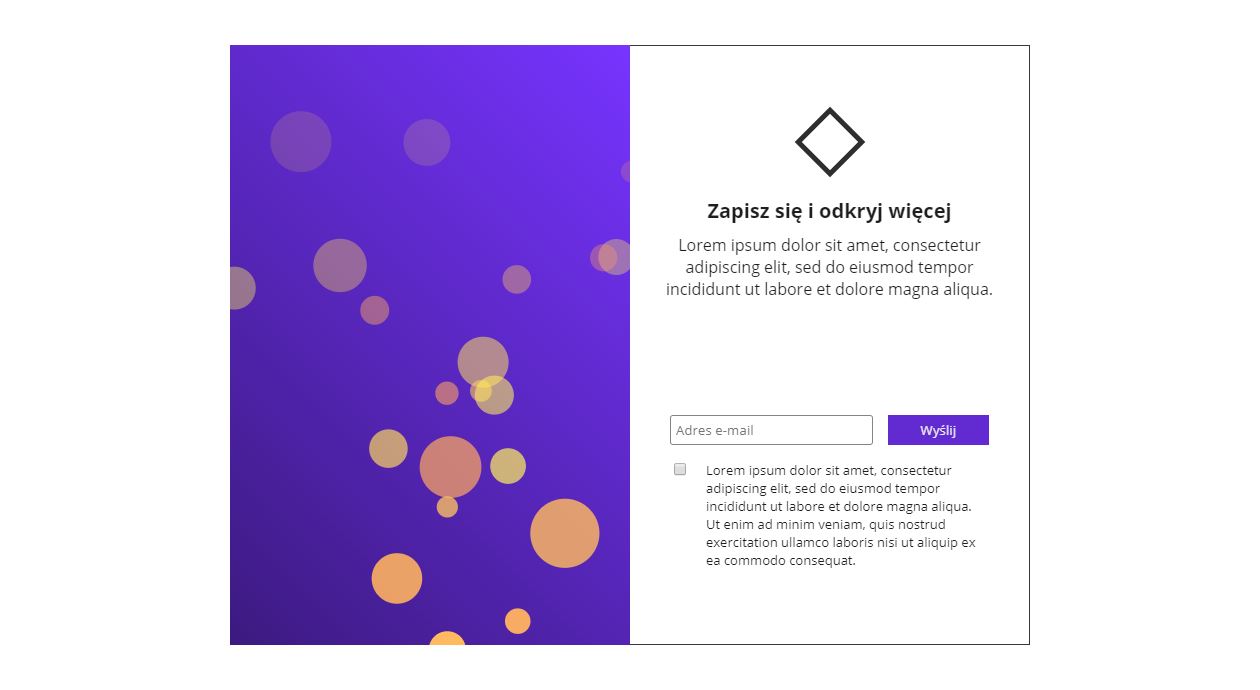 Zapisz się i odkryj więcej
Lorem ipsum dolor sit amet, consectetur
adipiscing elit, sed do eiusmod tempor
incididunt ut labore et dolore magna aliqua.
Adres e-mail
Wyślij
Lorem ipsum dolor sit amet, consectetur
adipiscing elit, sed do eiusmod tempor
incididunt ut labore et dolore magna aliqua.
Ut enim ad minim veniam, quis nostrud
exercitation ullamco laboris nisi ut aliquip ex
ea commodo consequat.